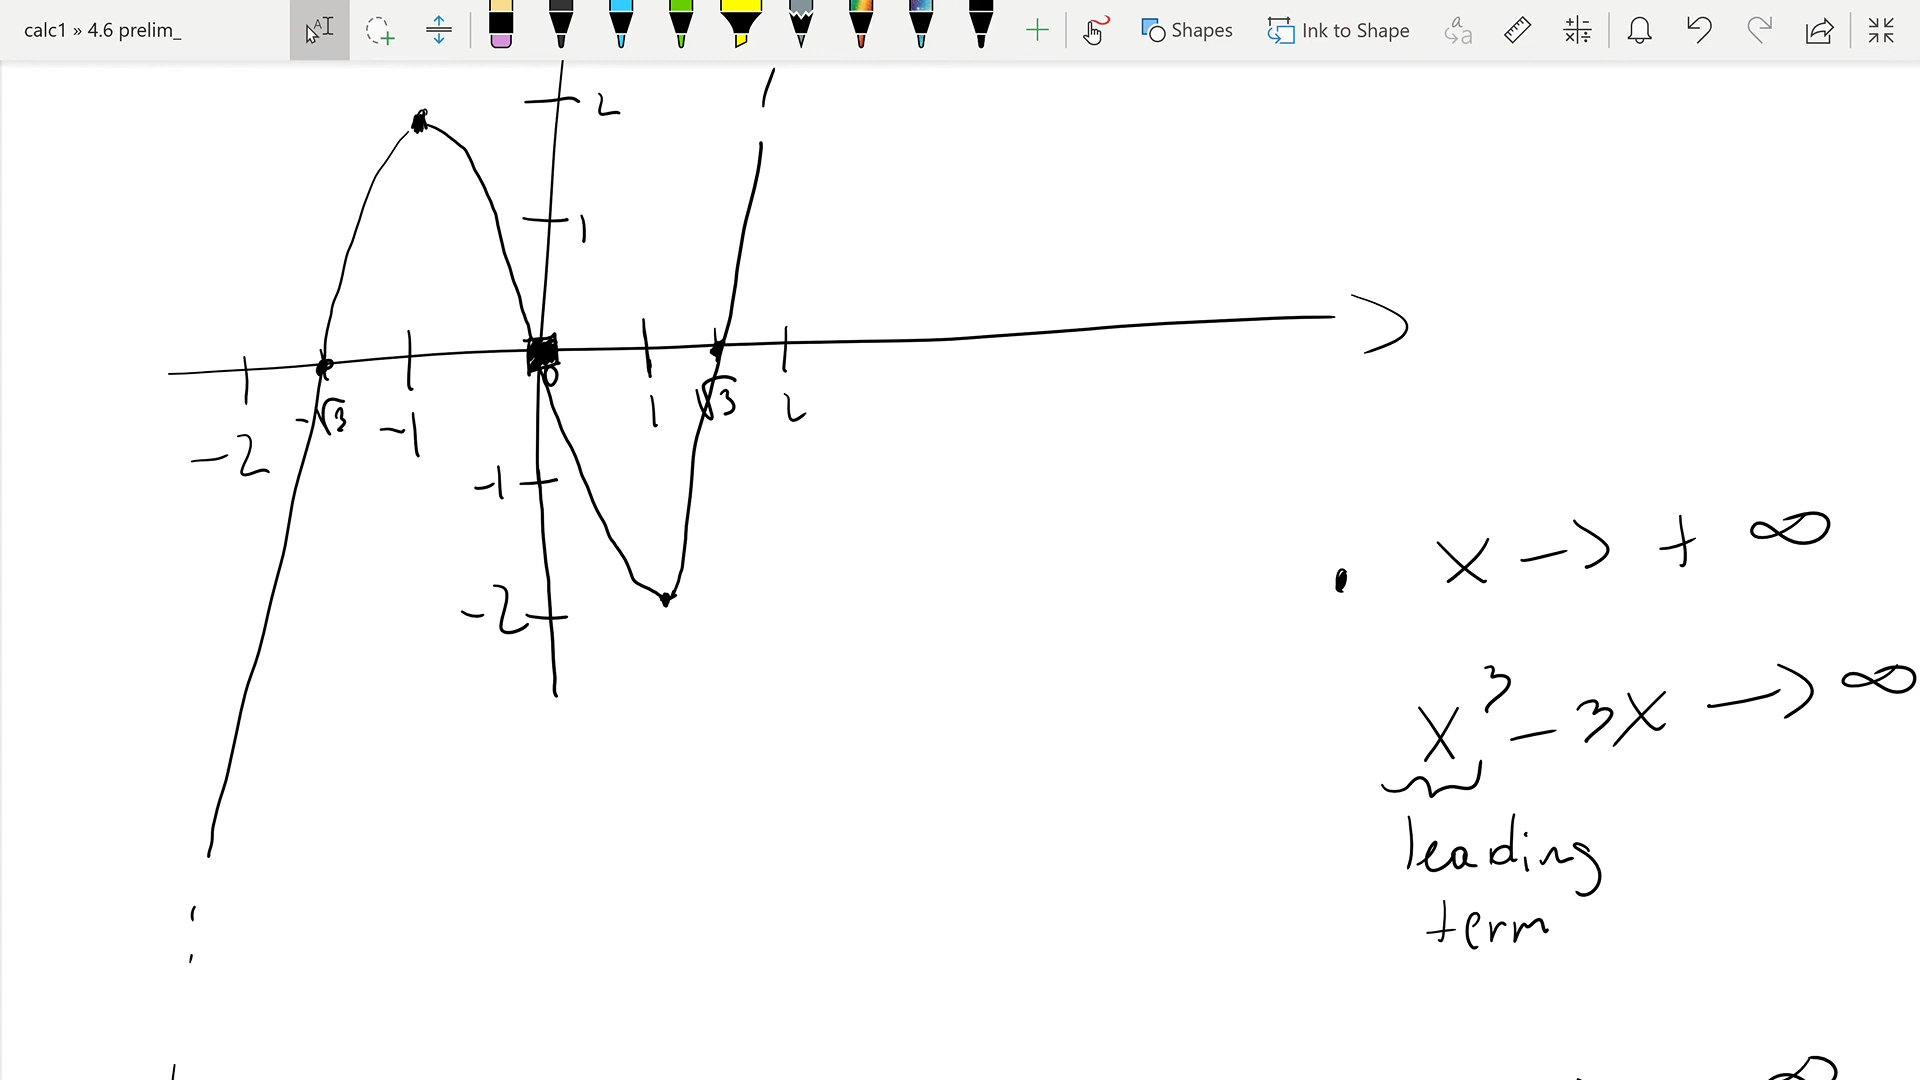 calc1 » 4.6 prelim_
Shapes
Ink to Shape
2
1
0
-2
-√3
-1
1
√3
2
-1
-2
x -> + ∞
x³ - 3x -> ∞
leading
term